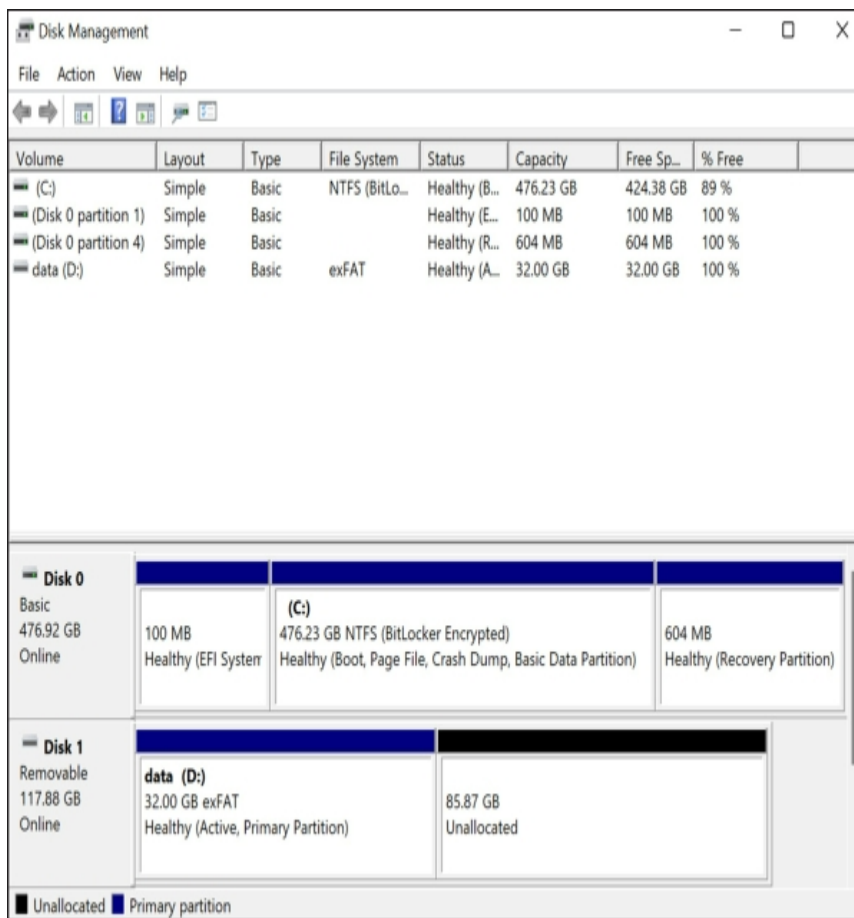 Disk Management
File Action View Help
Volume Layout Type File System Status Capacity Free Sp... % Free
(C:) Simple Basic NTFS (BitLo... Healthy (B... 476.23 GB 424.38 GB 89 %
(Disk 0 partition 1) Simple Basic Healthy (E... 100 MB 100 MB 100 %
(Disk 0 partition 4) Simple Basic Healthy (R... 604 MB 604 MB 100 %
data (D:) Simple Basic exFAT Healthy (A... 32.00 GB 32.00 GB 100 %
Disk 0
Basic
476.92 GB
Online
100 MB
Healthy (EFI System
(C:)
476.23 GB NTFS (BitLocker Encrypted)
Healthy (Boot, Page File, Crash Dump, Basic Data Partition)
604 MB
Healthy (Recovery Partition)
Disk 1
Removable
117.88 GB
Online
data (D:)
32.00 GB exFAT
Healthy (Active, Primary Partition)
85.87 GB
Unallocated
Unallocated Primary partition